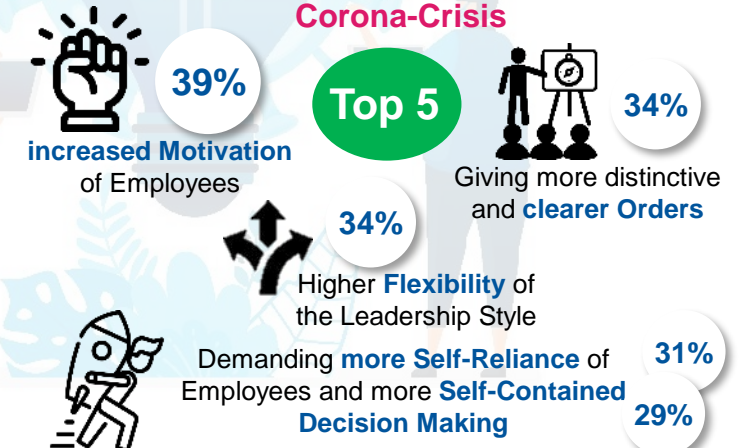 Corona-Crisis
39%
Top 5
34%
increased Motivation
of Employees
Giving more distinctive
and clearer Orders
34%
Higher Flexibility of
the Leadership Style
Demanding more Self-Reliance of
Employees and more Self-Contained
Decision Making
31%
29%